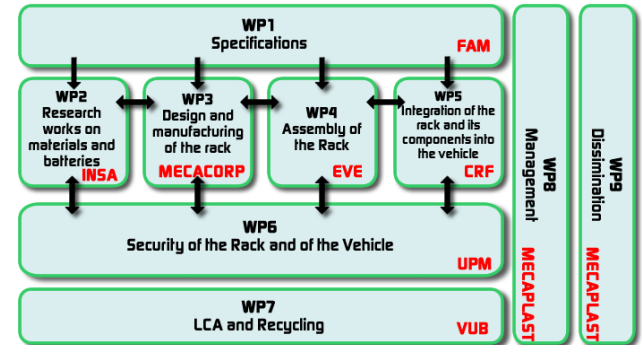 WP1
Specifications
FAM
WP2
Research
works on
materials and
batteries
INSA
WP3
Design and
manufacturing
of the rack
MECACORP
WP4
Assembly of
the Rack
EVE
WP5
Integration of the
rack and its
components into
the vehicle
CRF
WP6
Security of the Rack and of the Vehicle
UPM
WP7
LCA and Recycling
VUB
WP8
Management
MECAPLAST
WP9
Dissimination
MECAPLAST